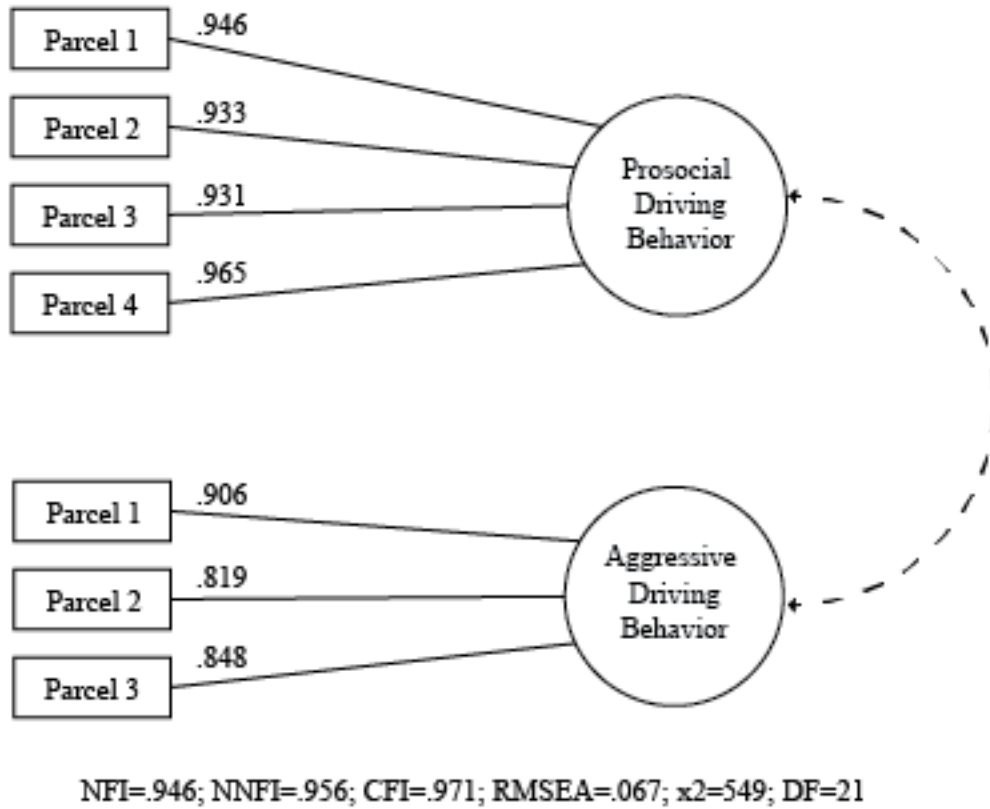 Parcel 1
.946
Parcel 2
.933
Parcel 3
.931
Parcel 4
.965
Prosocial
Driving
Behavior
Parcel 1
.906
Parcel 2
.819
Parcel 3
.848
Aggressive
Driving
Behavior
NFI=.946; NNFI=.956; CFI=.971; RMSEA=.067; x2=549; DF=21